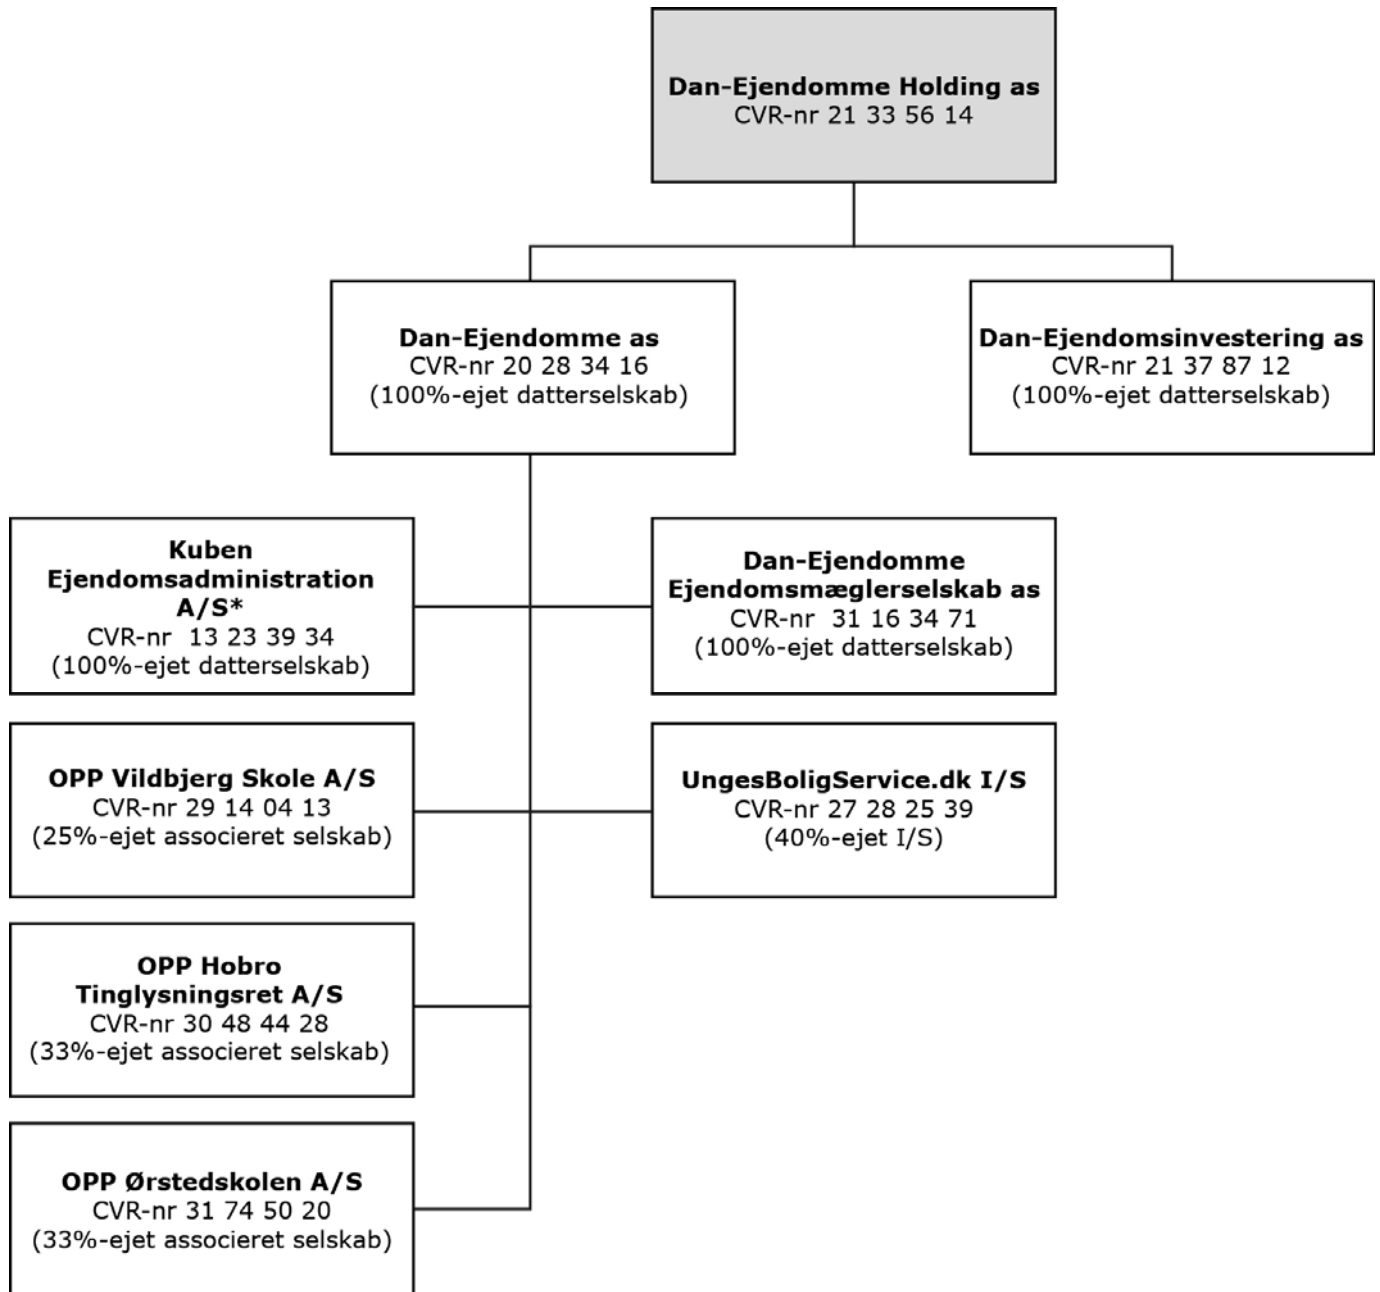 Dan-Ejendomme Holding as
CVR-nr 21 33 56 14
Dan-Ejendomme as
CVR-nr 20 28 34 16
(100%-ejet datterselskab)
Dan-Ejendomsinvestering as
CVR-nr 21 37 87 12
(100%-ejet datterselskab)
Kuben
Ejendomsadministration
A/S*
CVR-nr  13 23 39 34
(100%-ejet datterselskab)
Dan-Ejendomme
Ejendomsmæglerselskab as
CVR-nr  31 16 34 71
(100%-ejet datterselskab)
OPP Vildbjerg Skole A/S
CVR-nr 29 14 04 13
(25%-ejet associeret selskab)
UngesBoligService.dk I/S
CVR-nr 27 28 25 39
(40%-ejet I/S)
OPP Hobro
Tinglysningsret A/S
CVR-nr 30 48 44 28
(33%-ejet associeret selskab)
OPP Ørstedskolen A/S
CVR-nr 31 74 50 20
(33%-ejet associeret selskab)